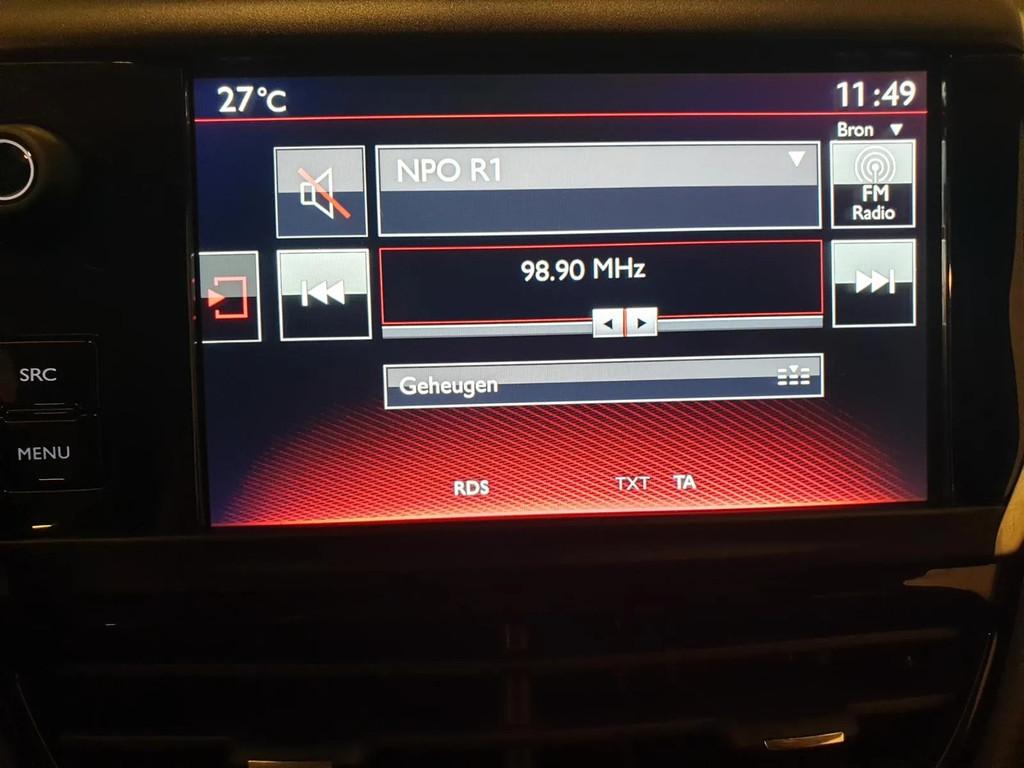 27°C
11:49
Bron
NPO R1
FM
Radio
98.90 MHz
SRC
Geheugen
MENU
RDS
TXT
TA